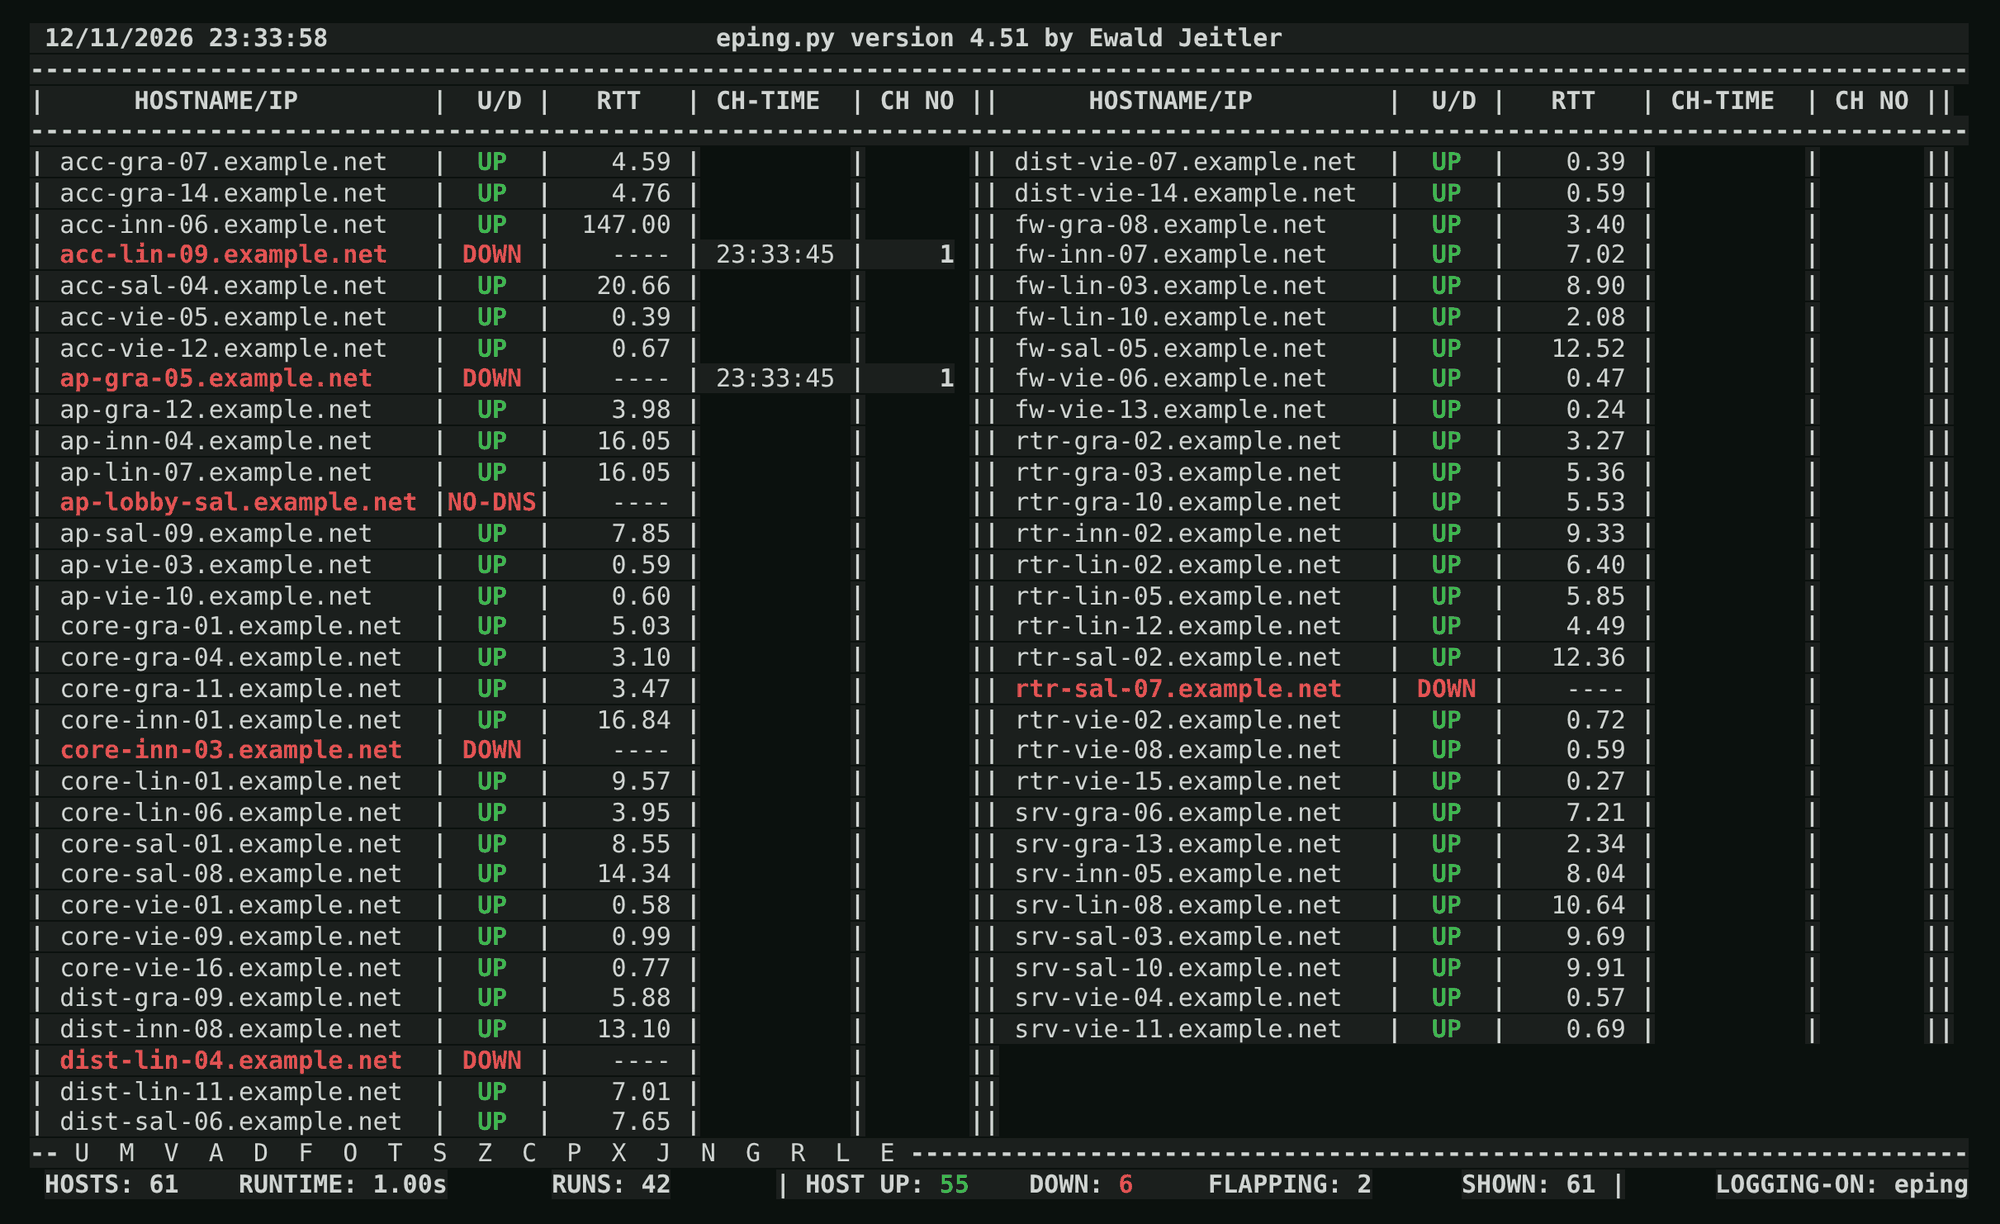 12/11/2026 23:33:58 eping.py version 4.51 by Ewald Jeitler
----------------------------------------------------------------------------------------------------------------------------------
| HOSTNAME/IP | U/D | RTT | CH-TIME | CH NO || HOSTNAME/IP | U/D | RTT | CH-TIME | CH NO ||
----------------------------------------------------------------------------------------------------------------------------------
| acc-gra-07.example.net | UP | 4.59 | | || dist-vie-07.example.net | UP | 0.39 | | ||
| acc-gra-14.example.net | UP | 4.76 | | || dist-vie-14.example.net | UP | 0.59 | | ||
| acc-inn-06.example.net | UP | 147.00 | | || fw-gra-08.example.net | UP | 3.40 | | ||
| acc-lin-09.example.net | DOWN | ---- | 23:33:45 | 1 || fw-inn-07.example.net | UP | 7.02 | | ||
| acc-sal-04.example.net | UP | 20.66 | | || fw-lin-03.example.net | UP | 8.90 | | ||
| acc-vie-05.example.net | UP | 0.39 | | || fw-lin-10.example.net | UP | 2.08 | | ||
| acc-vie-12.example.net | UP | 0.67 | | || fw-sal-05.example.net | UP | 12.52 | | ||
| ap-gra-05.example.net | DOWN | ---- | 23:33:45 | 1 || fw-vie-06.example.net | UP | 0.47 | | ||
| ap-gra-12.example.net | UP | 3.98 | | || fw-vie-13.example.net | UP | 0.24 | | ||
| ap-inn-04.example.net | UP | 16.05 | | || rtr-gra-02.example.net | UP | 3.27 | | ||
| ap-lin-07.example.net | UP | 16.05 | | || rtr-gra-03.example.net | UP | 5.36 | | ||
| ap-lobby-sal.example.net |NO-DNS| ---- | | || rtr-gra-10.example.net | UP | 5.53 | | ||
| ap-sal-09.example.net | UP | 7.85 | | || rtr-inn-02.example.net | UP | 9.33 | | ||
| ap-vie-03.example.net | UP | 0.59 | | || rtr-lin-02.example.net | UP | 6.40 | | ||
| ap-vie-10.example.net | UP | 0.60 | | || rtr-lin-05.example.net | UP | 5.85 | | ||
| core-gra-01.example.net | UP | 5.03 | | || rtr-lin-12.example.net | UP | 4.49 | | ||
| core-gra-04.example.net | UP | 3.10 | | || rtr-sal-02.example.net | UP | 12.36 | | ||
| core-gra-11.example.net | UP | 3.47 | | || rtr-sal-07.example.net | DOWN | ---- | | ||
| core-inn-01.example.net | UP | 16.84 | | || rtr-vie-02.example.net | UP | 0.72 | | ||
| core-inn-03.example.net | DOWN | ---- | | || rtr-vie-08.example.net | UP | 0.59 | | ||
| core-lin-01.example.net | UP | 9.57 | | || rtr-vie-15.example.net | UP | 0.27 | | ||
| core-lin-06.example.net | UP | 3.95 | | || srv-gra-06.example.net | UP | 7.21 | | ||
| core-sal-01.example.net | UP | 8.55 | | || srv-gra-13.example.net | UP | 2.34 | | ||
| core-sal-08.example.net | UP | 14.34 | | || srv-inn-05.example.net | UP | 8.04 | | ||
| core-vie-01.example.net | UP | 0.58 | | || srv-lin-08.example.net | UP | 10.64 | | ||
| core-vie-09.example.net | UP | 0.99 | | || srv-sal-03.example.net | UP | 9.69 | | ||
| core-vie-16.example.net | UP | 0.77 | | || srv-sal-10.example.net | UP | 9.91 | | ||
| dist-gra-09.example.net | UP | 5.88 | | || srv-vie-04.example.net | UP | 0.57 | | ||
| dist-inn-08.example.net | UP | 13.10 | | || srv-vie-11.example.net | UP | 0.69 | | ||
| dist-lin-04.example.net | DOWN | ---- | | ||
| dist-lin-11.example.net | UP | 7.01 | | ||
| dist-sal-06.example.net | UP | 7.65 | | ||
-- U M V A D F O T S Z C P X J N G R L E -----------------------------------------------------------------------
HOSTS: 61 RUNTIME: 1.00s RUNS: 42 | HOST UP: 55 DOWN: 6 FLAPPING: 2 SHOWN: 61 | LOGGING-ON: eping